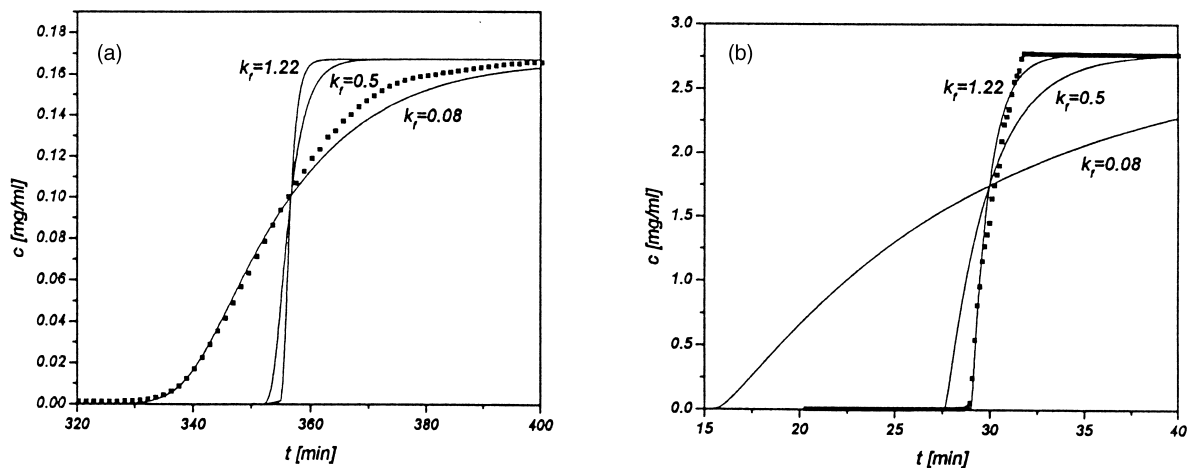 (a)
0.18
0.16
0.14
0.12
0.10
0.08
0.06
0.04
0.02
0.00
c [mg/ml]
320
340
360
380
400
t [min]
k_f=1.22
k_f=0.5
k_f=0.08
(b)
3.0
2.5
2.0
1.5
1.0
0.5
0.0
c [mg/ml]
15
20
25
30
35
40
t [min]
k_f=1.22
k_f=0.5
k_f=0.08